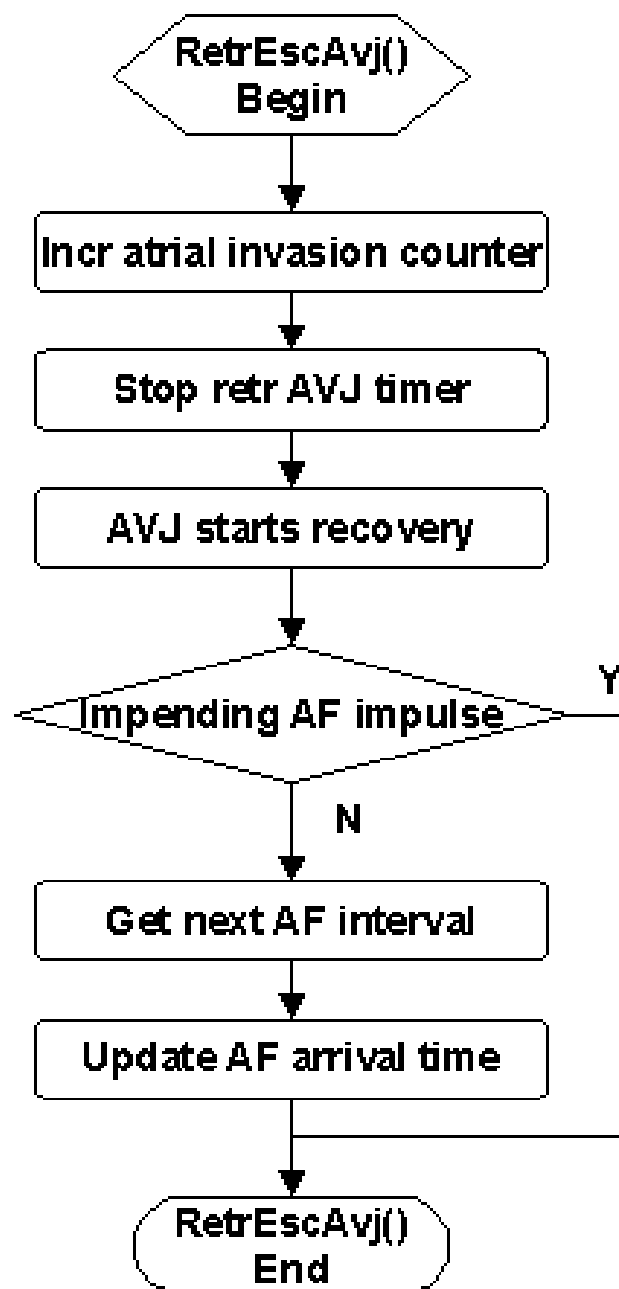 RetrEscAvj()
Begin
Incr atrial invasion counter
Stop retr AVJ timer
AVJ starts recovery
Impending AF impulse
Y
N
Get next AF interval
Update AF arrival time
RetrEscAvj()
End